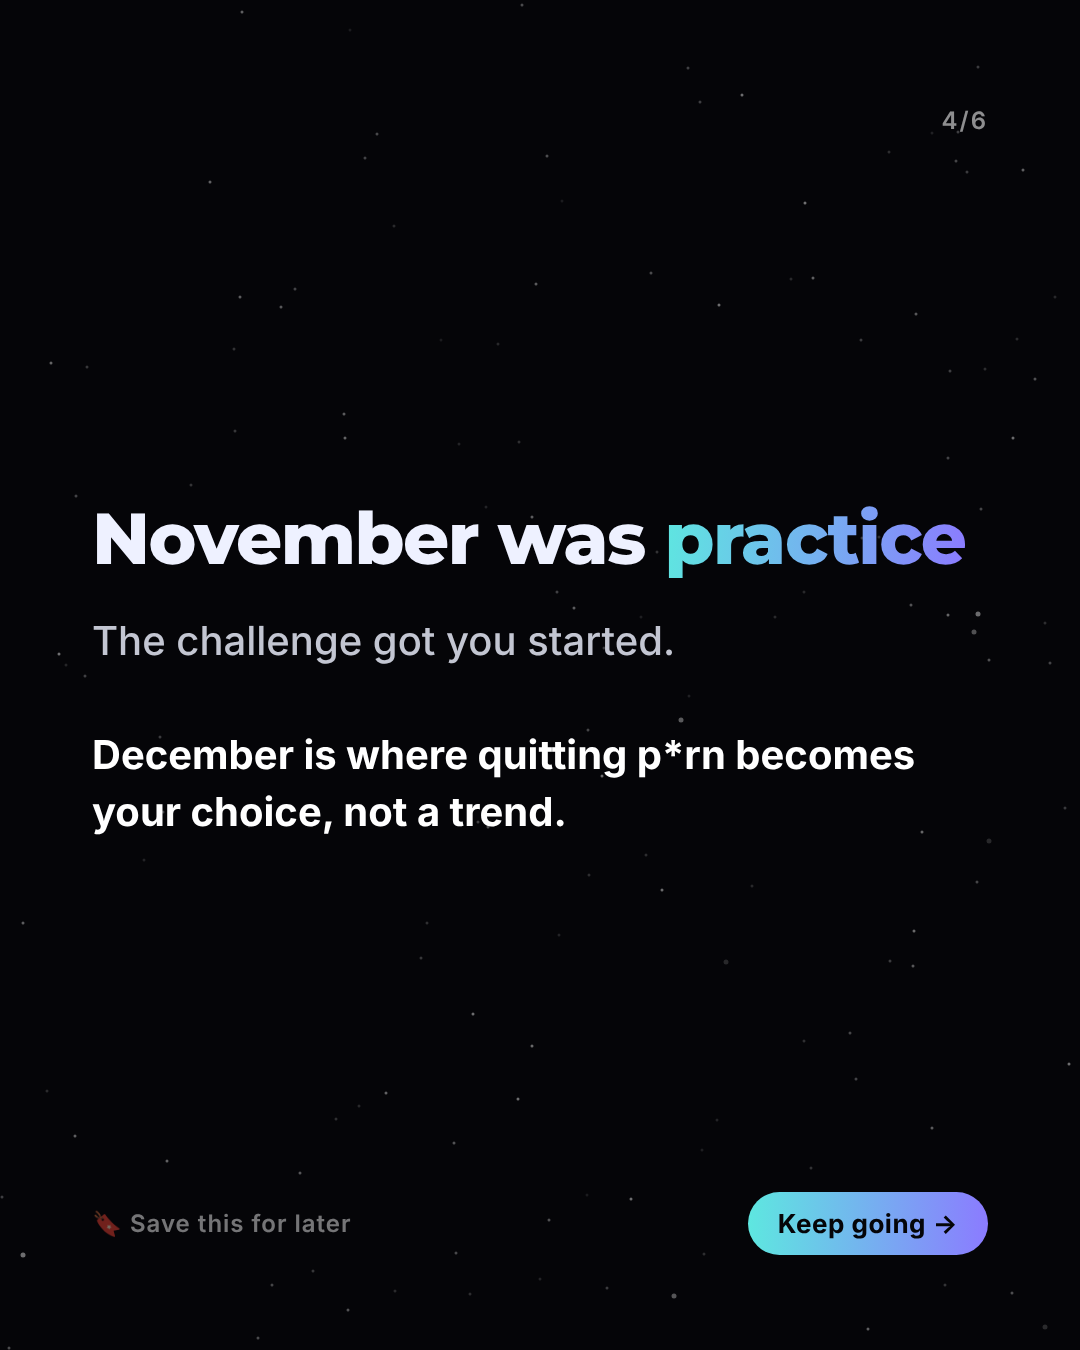 4/6
November was practice
The challenge got you started.
December is where quitting p*rn becomes
your choice, not a trend.
🔖 Save this for later
Keep going →